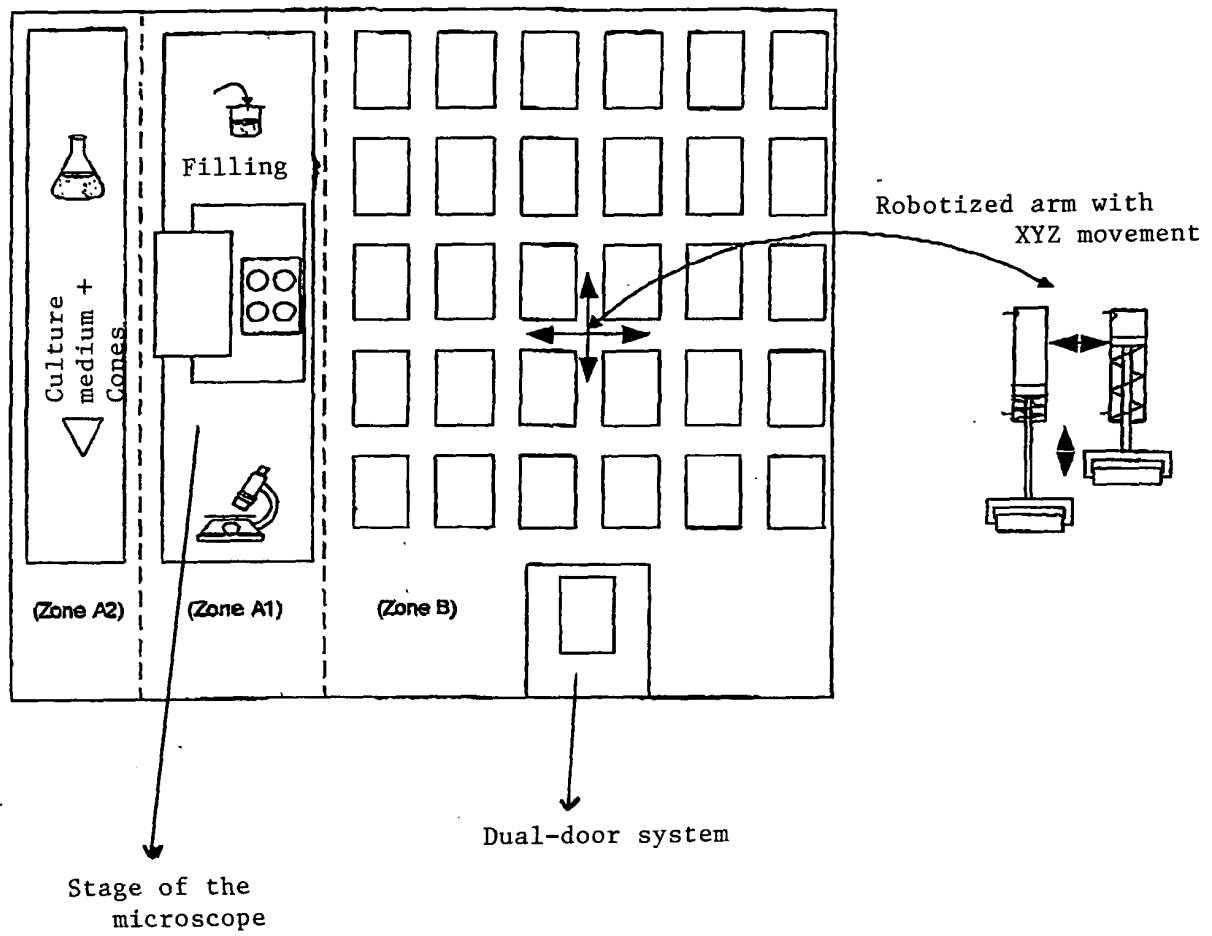 Filling
Robotized arm with
XYZ movement
Culture
medium +
Cones
(Zone A2)
(Zone A1)
(Zone B)
Dual-door system
Stage of the
microscope